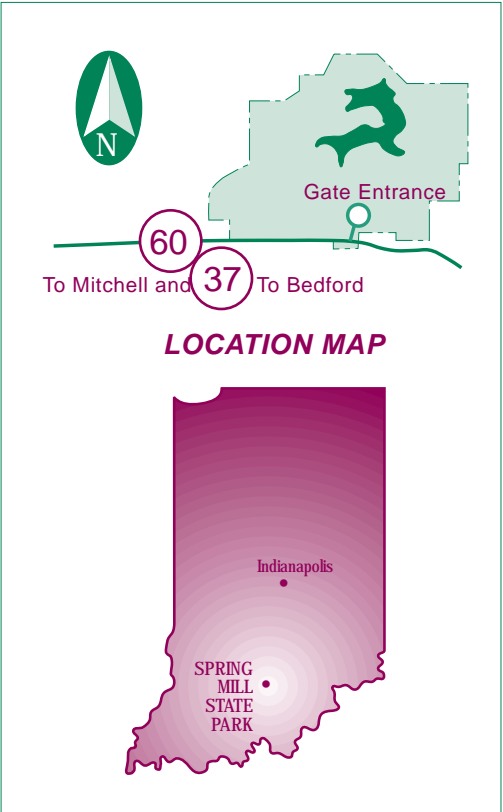 N
Gate Entrance
60
To Mitchell and 37 To Bedford
LOCATION MAP
Indianapolis
SPRING
MILL
STATE
PARK